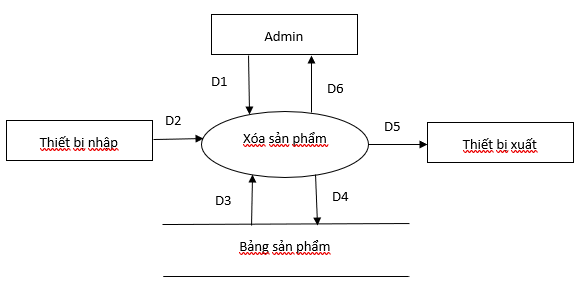 Admin
D1
D6
D2
D5
Thiết bị nhập
Xóa sản phẩm
Thiết bị xuất
D3
D4
Bảng sản phẩm